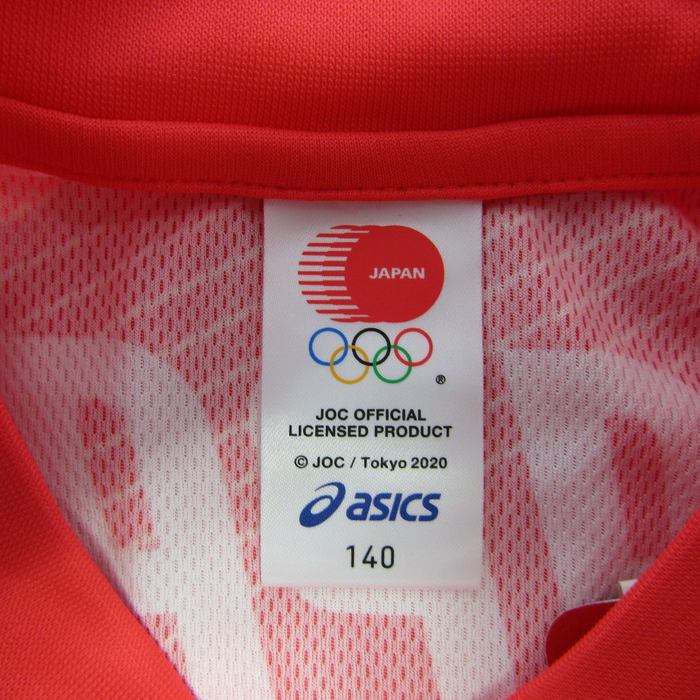 JAPAN
®
JOC OFFICIAL
LICENSED PRODUCT
© JOC / Tokyo 2020
asics
140